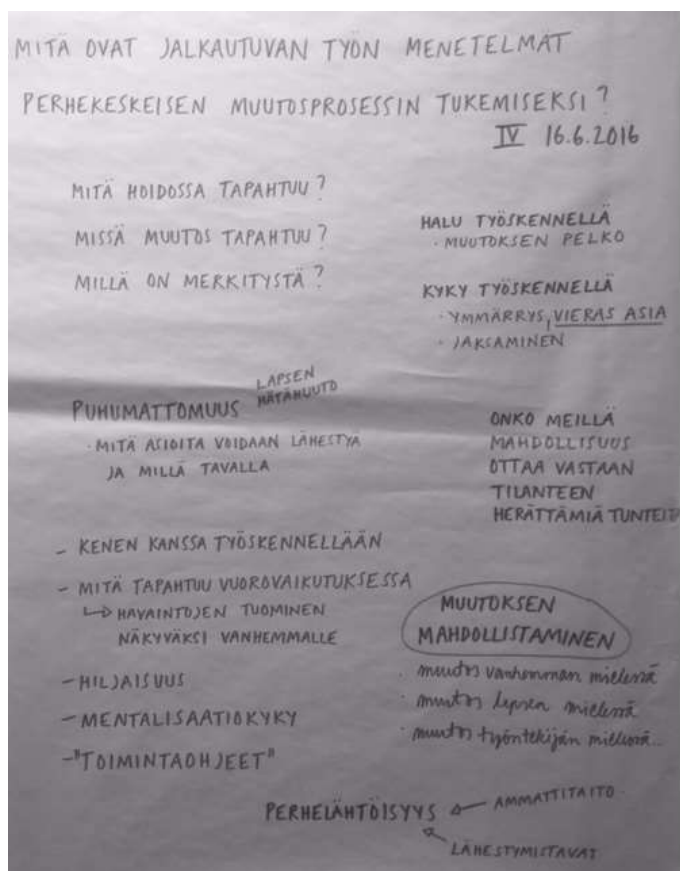 MITÄ OVAT JALKAUTUVAN TYÖN MENETELMÄT
PERHEKESKEISEN MUUTOSPROSESSIN TUKEMISEKSI?
IV 16.6.2016
MITÄ HOIDOSSA TAPAHTUU?
MISSÄ MUUTOS TAPAHTUU?
MILLÄ ON MERKITYSTÄ?
HALU TYÖSKENNELLÄ
· MUUTOKSEN PELKO
KYKY TYÖSKENNELLÄ
· YMMÄRRYS, VIERAS ASIA
· JAKSAMINEN
LAPSEN
HÄTÄHUUTO
PUHUMATTOMUUS
· MITÄ ASIOITA VOIDAAN LÄHESTYÄ
JA MILLÄ TAVALLA
ONKO MEILLÄ
MAHDOLLISUUS
OTTAA VASTAAN
TILANTEEN
HERÄTTÄMIÄ TUNTEITA
- KENEN KANSSA TYÖSKENNELLÄÄN
- MITÄ TAPAHTUU VUOROVAIKUTUKSESSA
↳ HAVAINTOJEN TUOMINEN
NÄKYVÄKSI VANHEMMALLE
- HILJAISUUS
- MENTALISAATIOKYKY
- "TOIMINTAOHJEET"
MUUTOKSEN
MAHDOLLISTAMINEN
· muutos vanhemman mielessä
· muutos lapsen mielessä
· muutos työntekijän mielessä..
PERHELÄHTÖISYYS ← AMMATTITAITO
LÄHESTYMISTAVAT